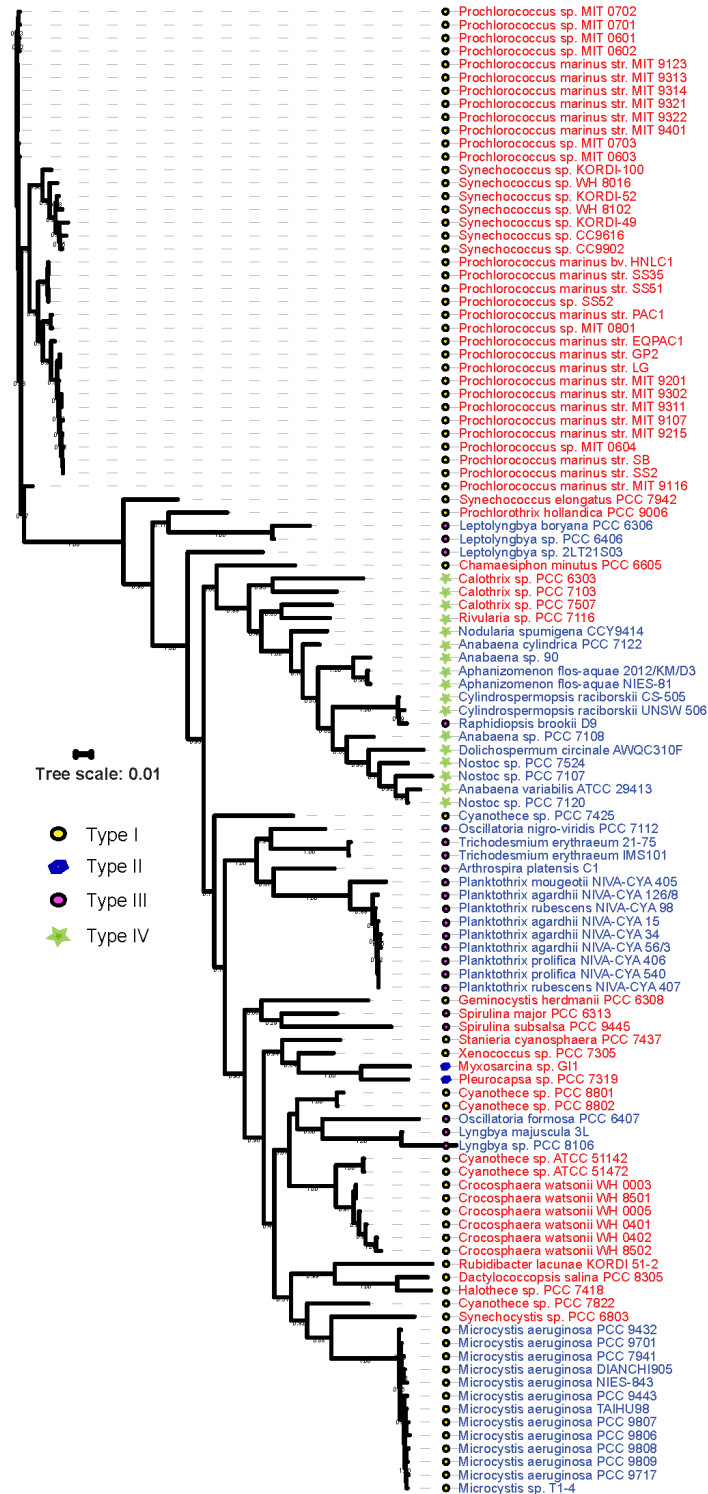 Prochlorococcus sp. MIT 0702
Prochlorococcus sp. MIT 0701
Prochlorococcus sp. MIT 0601
Prochlorococcus sp. MIT 0602
Prochlorococcus marinus str. MIT 9123
Prochlorococcus marinus str. MIT 9313
Prochlorococcus marinus str. MIT 9314
Prochlorococcus marinus str. MIT 9321
Prochlorococcus marinus str. MIT 9322
Prochlorococcus marinus str. MIT 9401
Prochlorococcus sp. MIT 0703
Prochlorococcus sp. MIT 0603
Synechococcus sp. KORDI-100
Synechococcus sp. WH 8016
Synechococcus sp. KORDI-52
Synechococcus sp. WH 8102
Synechococcus sp. KORDI-49
Synechococcus sp. CC9616
Synechococcus sp. CC9902
Prochlorococcus marinus bv. HNLC1
Prochlorococcus marinus str. SS35
Prochlorococcus marinus str. SS51
Prochlorococcus sp. SS52
Prochlorococcus marinus str. PAC1
Prochlorococcus sp. MIT 0801
Prochlorococcus marinus str. EQPAC1
Prochlorococcus marinus str. GP2
Prochlorococcus marinus str. LG
Prochlorococcus marinus str. MIT 9201
Prochlorococcus marinus str. MIT 9302
Prochlorococcus marinus str. MIT 9311
Prochlorococcus marinus str. MIT 9107
Prochlorococcus marinus str. MIT 9215
Prochlorococcus sp. MIT 0604
Prochlorococcus marinus str. SB
Prochlorococcus marinus str. SS2
Prochlorococcus marinus str. MIT 9116
Synechococcus elongatus PCC 7942
Prochlorothrix hollandica PCC 9006
Leptolyngbya boryana PCC 6306
Leptolyngbya sp. PCC 6406
Leptolyngbya sp. 2LT21S03
Chamaesiphon minutus PCC 6605
Calothrix sp. PCC 6303
Calothrix sp. PCC 7103
Calothrix sp. PCC 7507
Rivularia sp. PCC 7116
Nodularia spumigena CCY9414
Anabaena cylindrica PCC 7122
Anabaena sp. 90
Aphanizomenon flos-aquae 2012/KM/D3
Aphanizomenon flos-aquae NIES-81
Cylindrospermopsis raciborskii CS-505
Cylindrospermopsis raciborskii UNSW 506
Raphidiopsis brookii D9
Anabaena sp. PCC 7108
Dolichospermum circinale AWQC310F
Nostoc sp. PCC 7524
Nostoc sp. PCC 7107
Anabaena variabilis ATCC 29413
Nostoc sp. PCC 7120
Tree scale: 0.01
Type I
Type II
Type III
Type IV
Cyanothece sp. PCC 7425
Oscillatoria nigro-viridis PCC 7112
Trichodesmium erythraeum 21-75
Trichodesmium erythraeum IMS101
Arthrospira platensis C1
Planktothrix mougeotii NIVA-CYA 405
Planktothrix agardhii NIVA-CYA 126/8
Planktothrix rubescens NIVA-CYA 98
Planktothrix agardhii NIVA-CYA 15
Planktothrix agardhii NIVA-CYA 34
Planktothrix agardhii NIVA-CYA 56/3
Planktothrix prolifica NIVA-CYA 406
Planktothrix prolifica NIVA-CYA 540
Planktothrix rubescens NIVA-CYA 407
Geminocystis herdmanii PCC 6308
Spirulina major PCC 6313
Spirulina subsalsa PCC 9445
Stanieria cyanosphaera PCC 7437
Xenococcus sp. PCC 7305
Myxosarcina sp. GI1
Pleurocapsa sp. PCC 7319
Cyanothece sp. PCC 8801
Cyanothece sp. PCC 8802
Oscillatoria formosa PCC 6407
Lyngbya majuscula 3L
Lyngbya sp. PCC 8106
Cyanothece sp. ATCC 51142
Cyanothece sp. ATCC 51472
Crocosphaera watsonii WH 0003
Crocosphaera watsonii WH 8501
Crocosphaera watsonii WH 0005
Crocosphaera watsonii WH 0401
Crocosphaera watsonii WH 0402
Crocosphaera watsonii WH 8502
Rubidibacter lacunae KORDI 51-2
Dactylococcopsis salina PCC 8305
Halothece sp. PCC 7418
Cyanothece sp. PCC 7822
Synechocystis sp. PCC 6803
Microcystis aeruginosa PCC 9432
Microcystis aeruginosa PCC 9701
Microcystis aeruginosa PCC 7941
Microcystis aeruginosa DIANCHI905
Microcystis aeruginosa NIES-843
Microcystis aeruginosa PCC 9443
Microcystis aeruginosa TAIHU98
Microcystis aeruginosa PCC 9807
Microcystis aeruginosa PCC 9806
Microcystis aeruginosa PCC 9808
Microcystis aeruginosa PCC 9809
Microcystis aeruginosa PCC 9717
Microcystis sp. T1-4